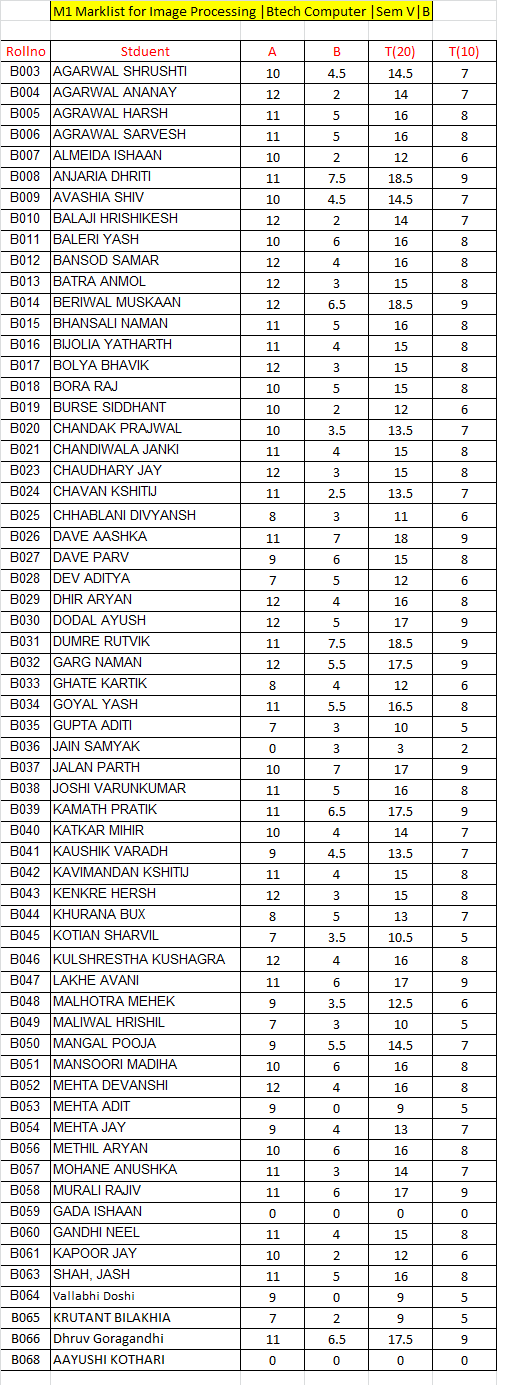 M1 Marklist for Image Processing |Btech Computer |Sem V|B
Rollno Stduent A B T(20) T(10)
B003 AGARWAL SHRUSHTI 10 4.5 14.5 7
B004 AGARWAL ANANAY 12 2 14 7
B005 AGRAWAL HARSH 11 5 16 8
B006 AGRAWAL SARVESH 11 5 16 8
B007 ALMEIDA ISHAAN 10 2 12 6
B008 ANJARIA DHRITI 11 7.5 18.5 9
B009 AVASHIA SHIV 10 4.5 14.5 7
B010 BALAJI HRISHIKESH 12 2 14 7
B011 BALERI YASH 10 6 16 8
B012 BANSOD SAMAR 12 4 16 8
B013 BATRA ANMOL 12 3 15 8
B014 BERIWAL MUSKAAN 12 6.5 18.5 9
B015 BHANSALI NAMAN 11 5 16 8
B016 BIJOLIA YATHARTH 11 4 15 8
B017 BOLYA BHAVIK 12 3 15 8
B018 BORA RAJ 10 5 15 8
B019 BURSE SIDDHANT 10 2 12 6
B020 CHANDAK PRAJWAL 10 3.5 13.5 7
B021 CHANDIWALA JANKI 11 4 15 8
B023 CHAUDHARY JAY 12 3 15 8
B024 CHAVAN KSHITIJ 11 2.5 13.5 7
B025 CHHABLANI DIVYANSH 8 3 11 6
B026 DAVE AASHKA 11 7 18 9
B027 DAVE PARV 9 6 15 8
B028 DEV ADITYA 7 5 12 6
B029 DHIR ARYAN 12 4 16 8
B030 DODAL AYUSH 12 5 17 9
B031 DUMRE RUTVIK 11 7.5 18.5 9
B032 GARG NAMAN 12 5.5 17.5 9
B033 GHATE KARTIK 8 4 12 6
B034 GOYAL YASH 11 5.5 16.5 8
B035 GUPTA ADITI 7 3 10 5
B036 JAIN SAMYAK 0 3 3 2
B037 JALAN PARTH 10 7 17 9
B038 JOSHI VARUNKUMAR 11 5 16 8
B039 KAMATH PRATIK 11 6.5 17.5 9
B040 KATKAR MIHIR 10 4 14 7
B041 KAUSHIK VARADH 9 4.5 13.5 7
B042 KAVIMANDAN KSHITIJ 11 4 15 8
B043 KENKRE HERSH 12 3 15 8
B044 KHURANA BUX 8 5 13 7
B045 KOTIAN SHARVIL 7 3.5 10.5 5
B046 KULSHRESTHA KUSHAGRA 12 4 16 8
B047 LAKHE AVANI 11 6 17 9
B048 MALHOTRA MEHEK 9 3.5 12.5 6
B049 MALIWAL HRISHIL 7 3 10 5
B050 MANGAL POOJA 9 5.5 14.5 7
B051 MANSOORI MADIHA 10 6 16 8
B052 MEHTA DEVANSHI 12 4 16 8
B053 MEHTA ADIT 9 0 9 5
B054 MEHTA JAY 9 4 13 7
B056 METHIL ARYAN 10 6 16 8
B057 MOHANE ANUSHKA 11 3 14 7
B058 MURALI RAJIV 11 6 17 9
B059 GADA ISHAAN 0 0 0 0
B060 GANDHI NEEL 11 4 15 8
B061 KAPOOR JAY 10 2 12 6
B063 SHAH, JASH 11 5 16 8
B064 Vallabhi Doshi 9 0 9 5
B065 KRUTANT BILAKHIA 7 2 9 5
B066 Dhruv Goragandhi 11 6.5 17.5 9
B068 AAYUSHI KOTHARI 0 0 0 0